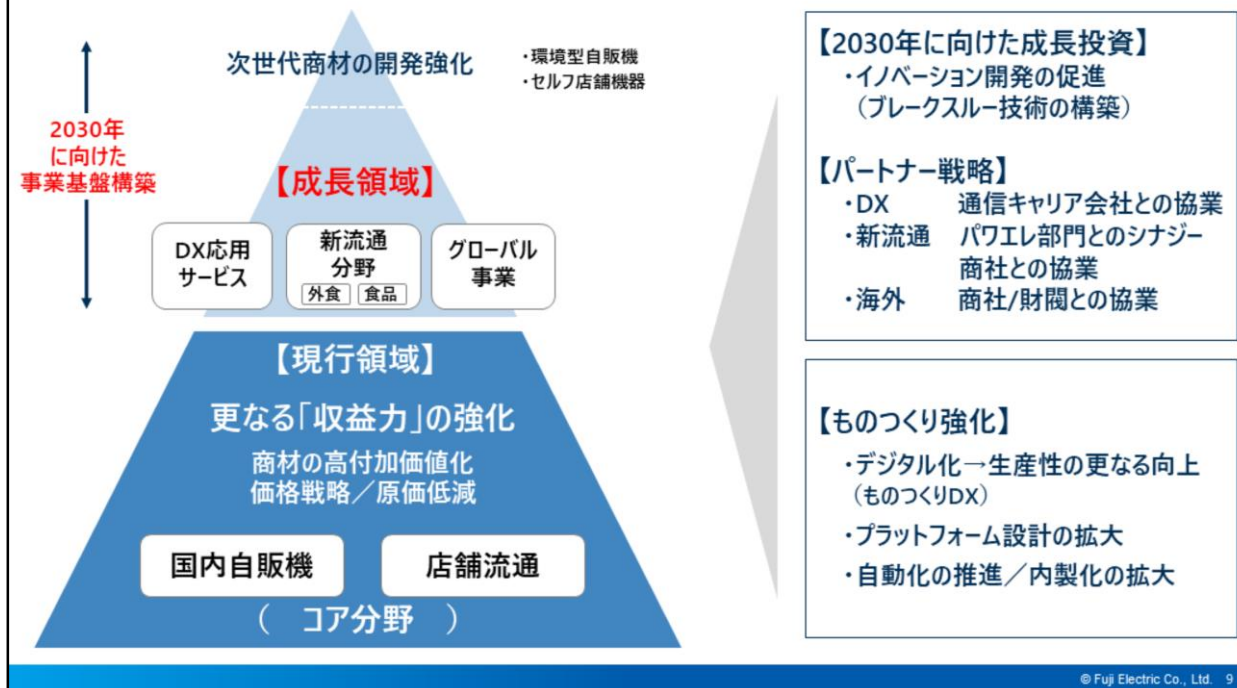 次世代商材の開発強化
・環境型自販機
・セルフ店舗機器
2030年
に向けた
事業基盤構築
【成長領域】
DX応用
サービス
新流通
分野
外食 食品
グローバル
事業
【現行領域】
更なる「収益力」の強化
商材の高付加価値化
価格戦略／原価低減
国内自販機
店舗流通
（ コア分野 ）
【2030年に向けた成長投資】
・イノベーション開発の促進
（ブレークスルー技術の構築）
【パートナー戦略】
・DX 通信キャリア会社との協業
・新流通 パワエレ部門とのシナジー
商社との協業
・海外 商社/財閥との協業
【ものつくり強化】
・デジタル化→生産性の更なる向上
（ものつくりDX）
・プラットフォーム設計の拡大
・自動化の推進／内製化の拡大
© Fuji Electric Co., Ltd. 9